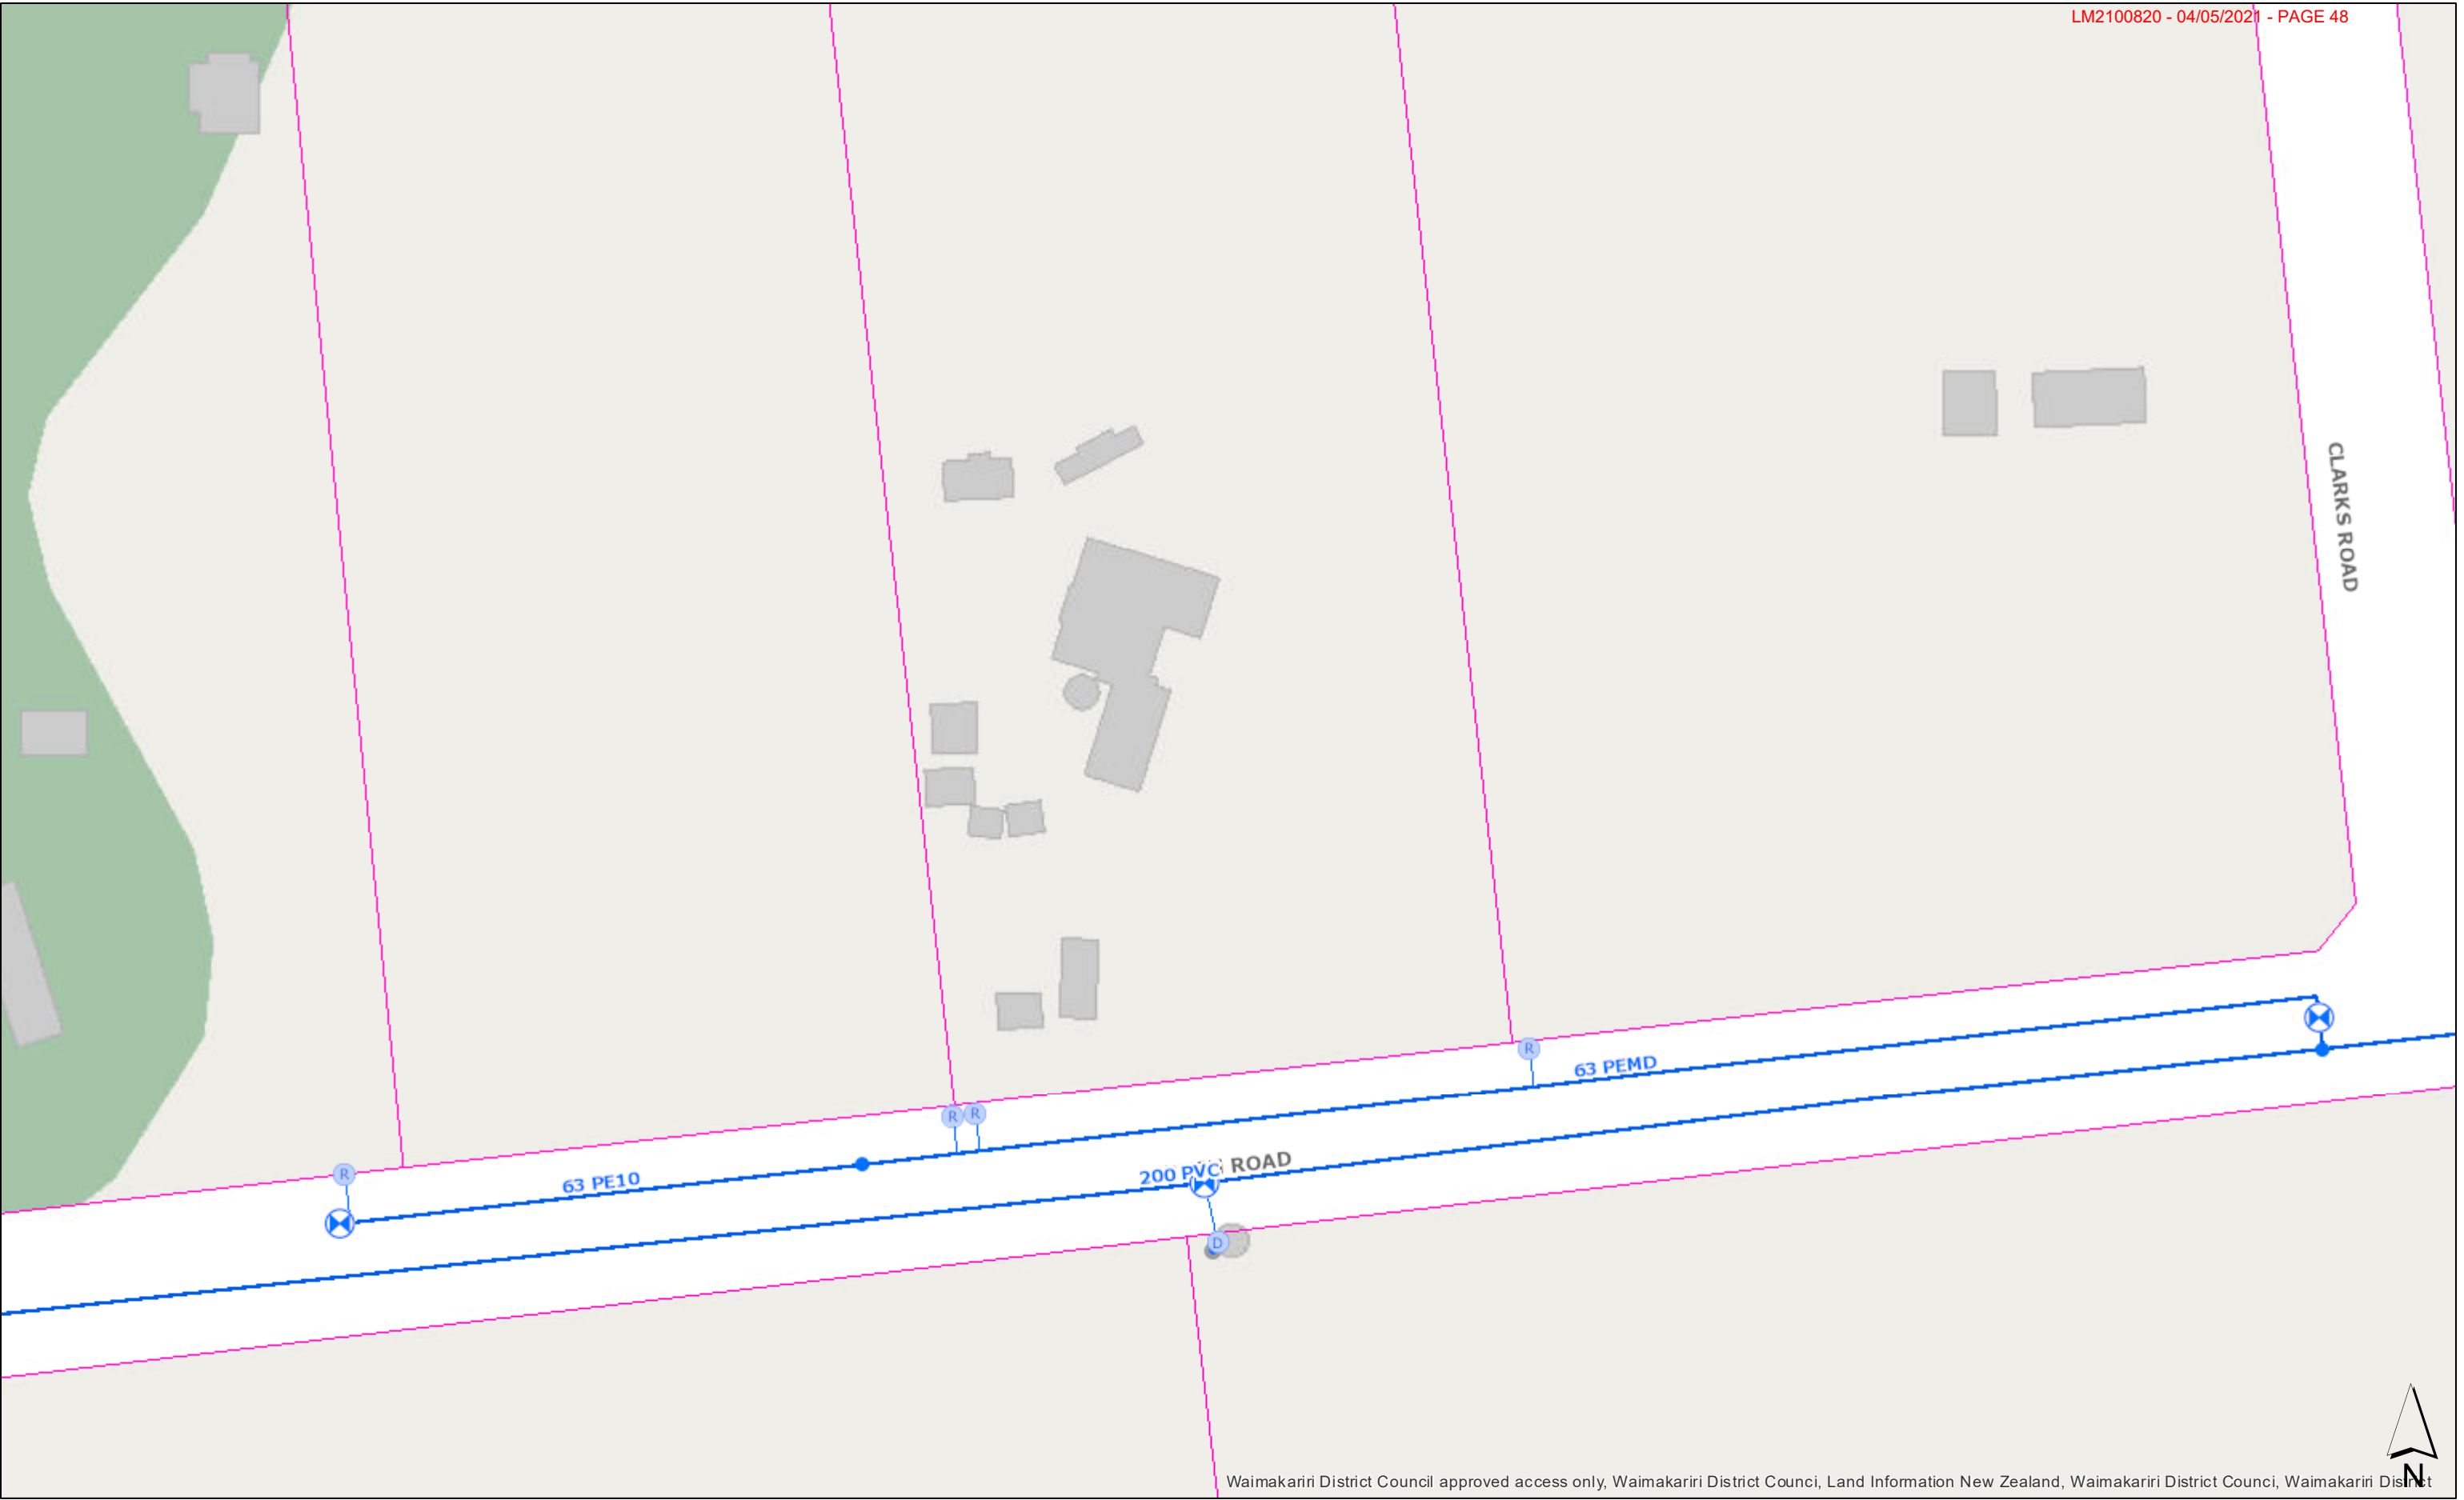 LM2100820 - 04/05/2021 - PAGE 48
CLARKS ROAD
R
63 PEMD
R R
ROAD
R
63 PE10
200 PVC
D
N
Waimakariri District Council approved access only, Waimakariri District Counci, Land Information New Zealand, Waimakariri District Counci, Waimakariri District